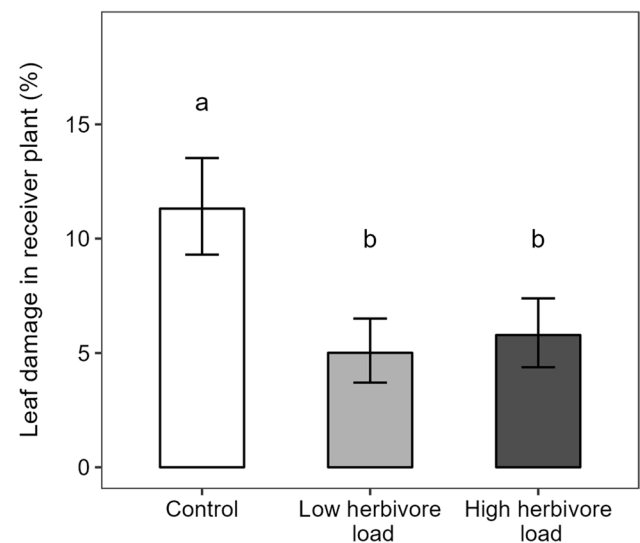 Leaf damage in receiver plant (%)
15
10
5
0
a
b
b
Control
Low herbivore
load
High herbivore
load